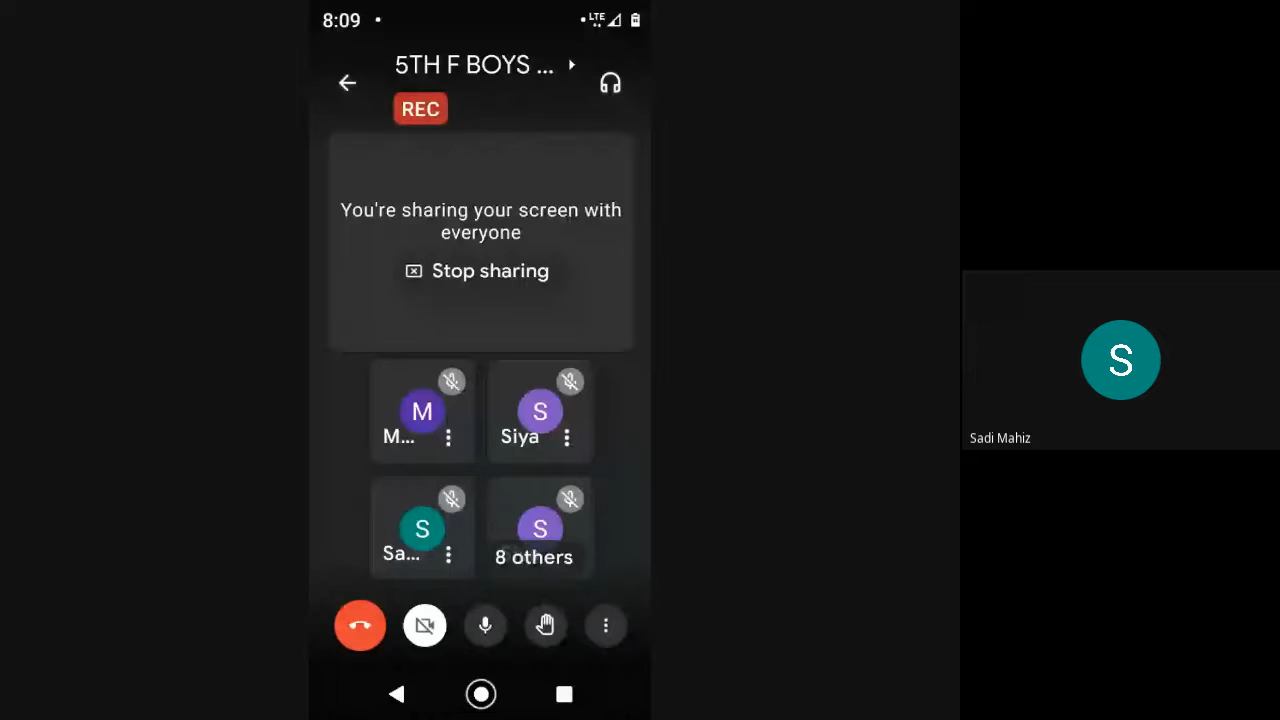 8:09
LTE
5TH F BOYS ...
REC
You're sharing your screen with
everyone
Stop sharing
M
M...
S
Siya
S
Sa...
S
8 others
S
Sadi Mahiz